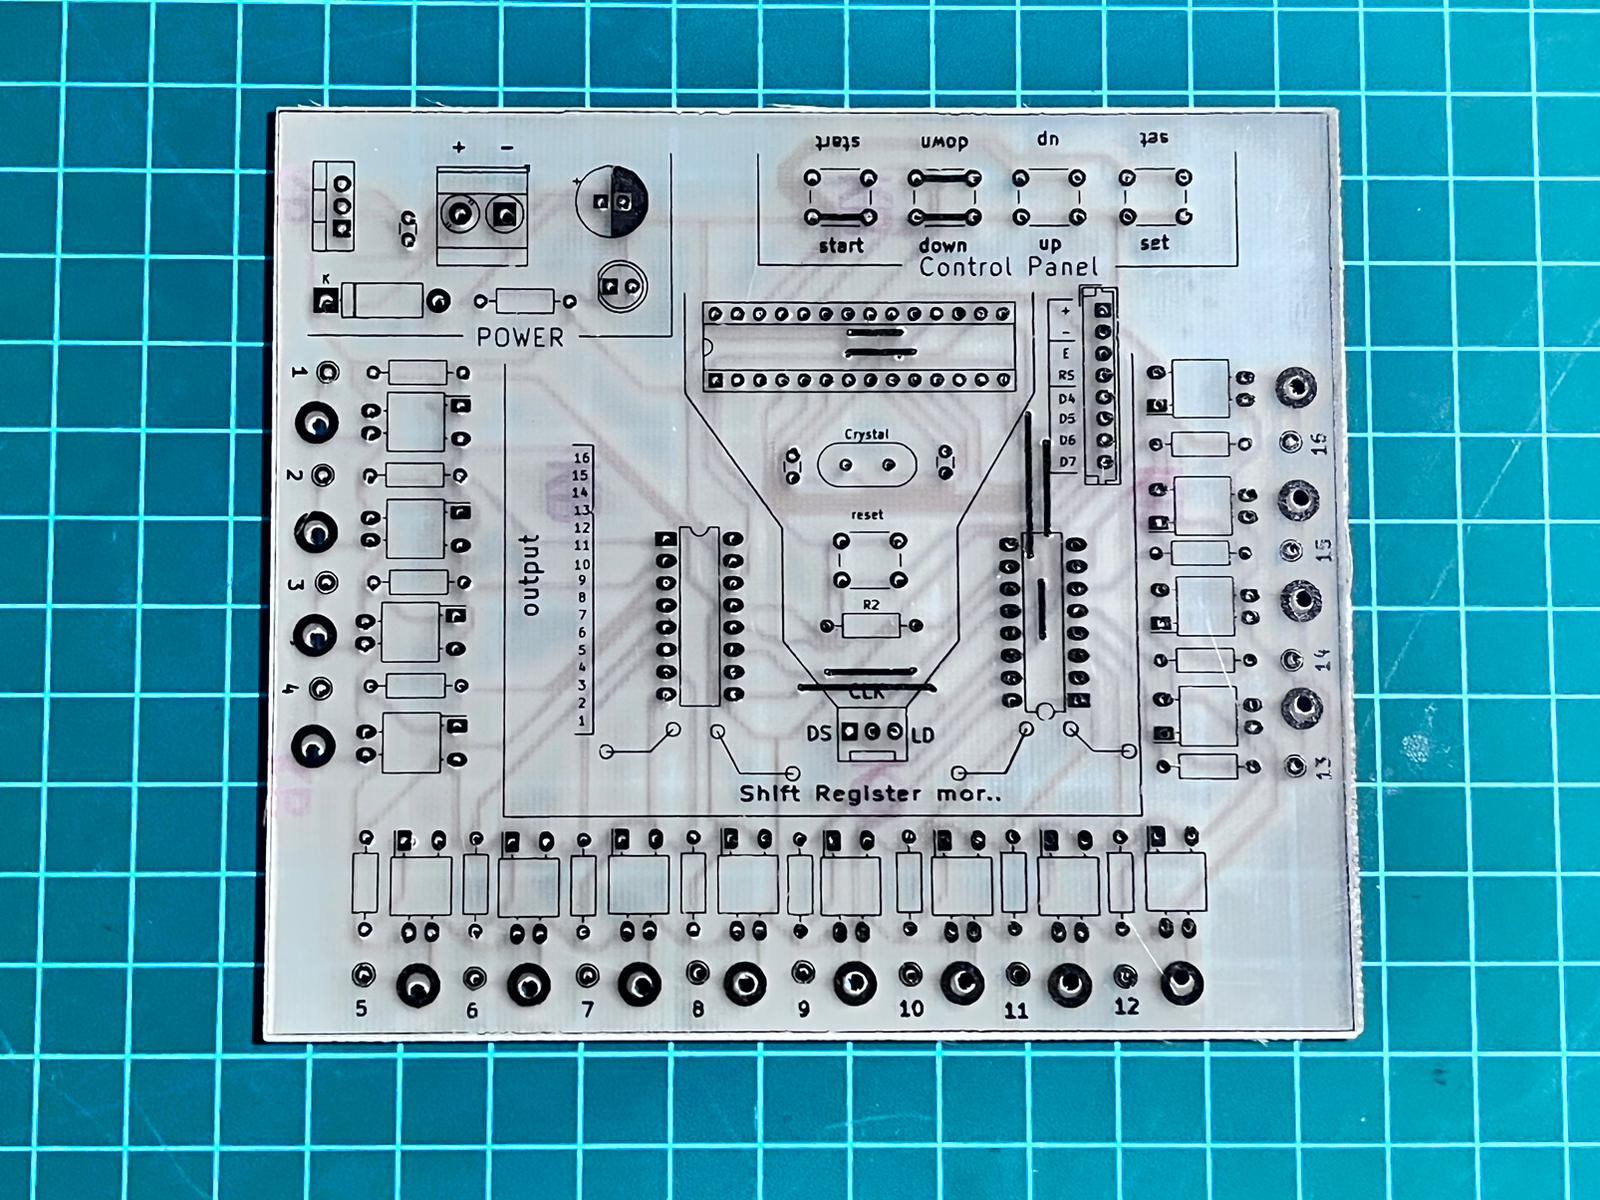 start down up set
+ -
start down up set
Control Panel
K
POWER
+
-
E
RS
D4
D5
D6
D7
1
2
3
4
Crystal
reset
R2
output
16
15
14
13
12
11
10
9
8
7
6
5
4
3
2
1
CLK
DS LD
Shift Register mor..
16
15
14
13
5 6 7 8 9 10 11 12